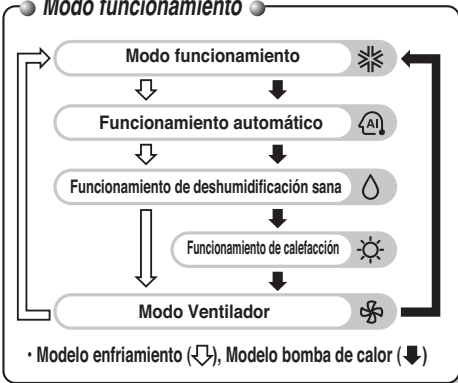 Modo funcionamiento
Modo funcionamiento
Funcionamiento automático
AI
Funcionamiento de deshumidificación sana
Funcionamiento de calefacción
Modo Ventilador
· Modelo enfriamiento (⇩), Modelo bomba de calor (⬇)